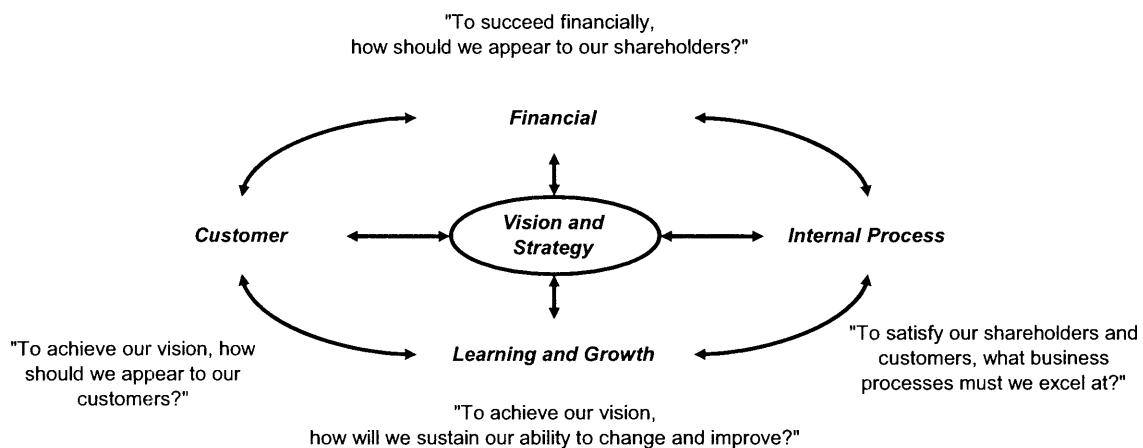 "To succeed financially,
how should we appear to our shareholders?"
Financial
Customer
Vision and
Strategy
Internal Process
Learning and Growth
"To achieve our vision, how
should we appear to our
customers?"
"To satisfy our shareholders and
customers, what business
processes must we excel at?"
"To achieve our vision,
how will we sustain our ability to change and improve?"